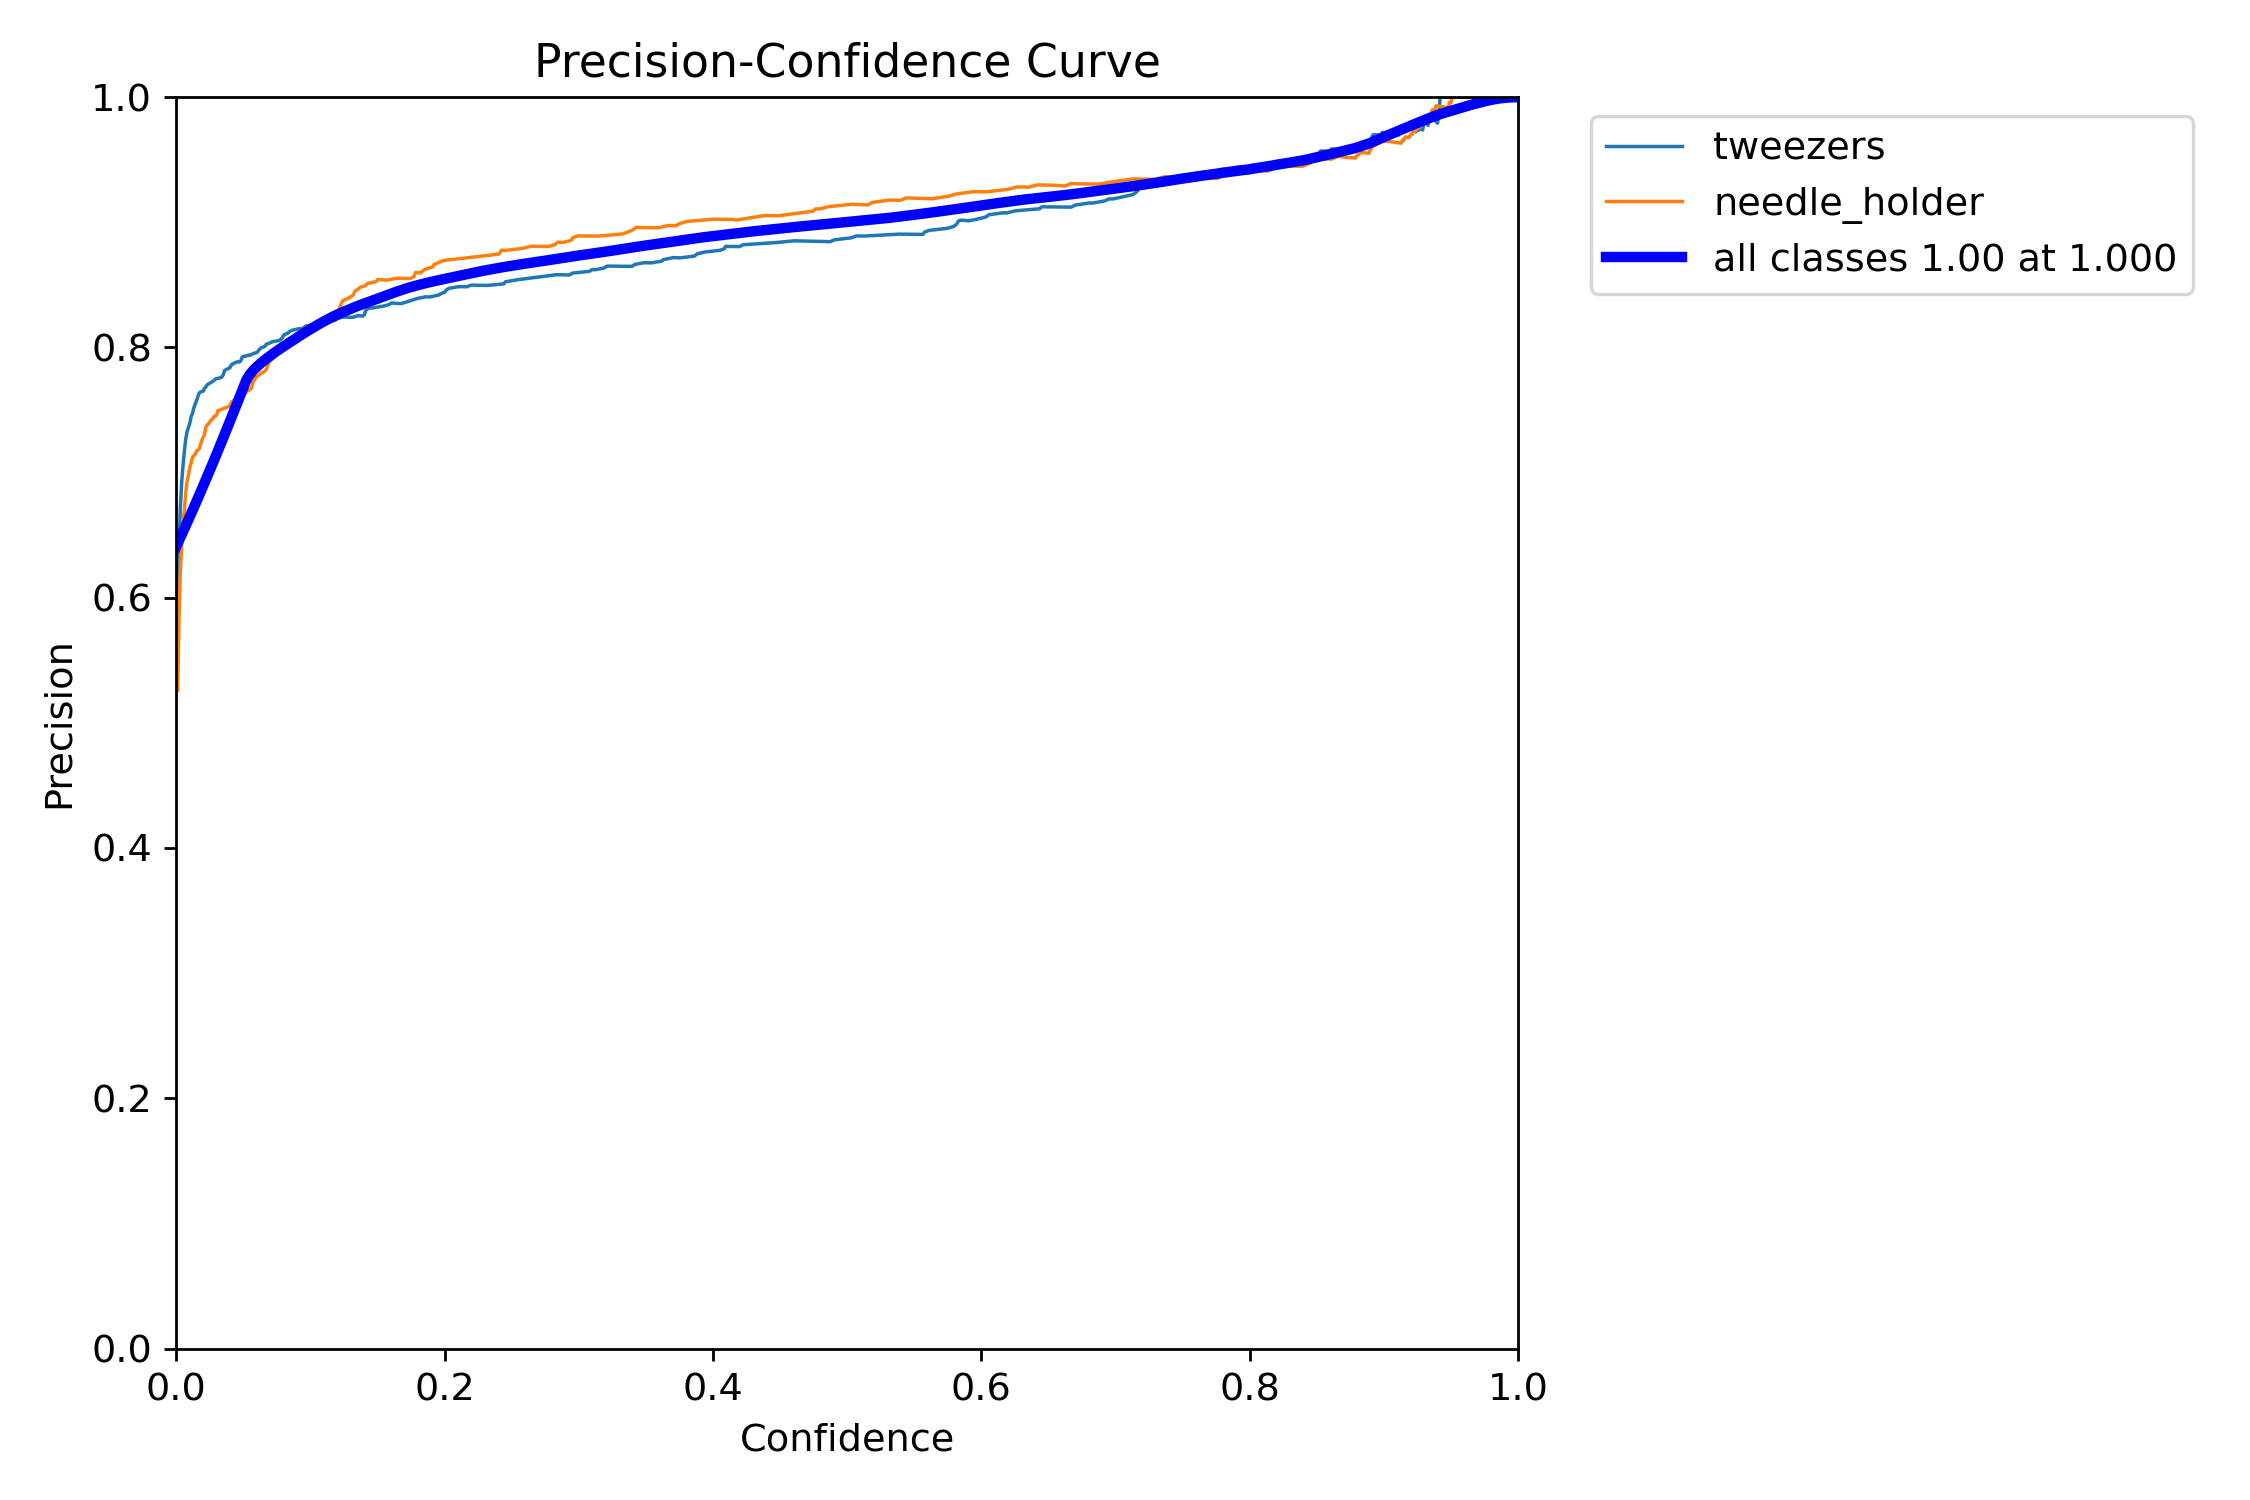 Precision-Confidence Curve
1.0
0.8
0.6
0.4
0.2
0.0
Precision
0.0 0.2 0.4 0.6 0.8 1.0
Confidence
tweezers
needle_holder
all classes 1.00 at 1.000